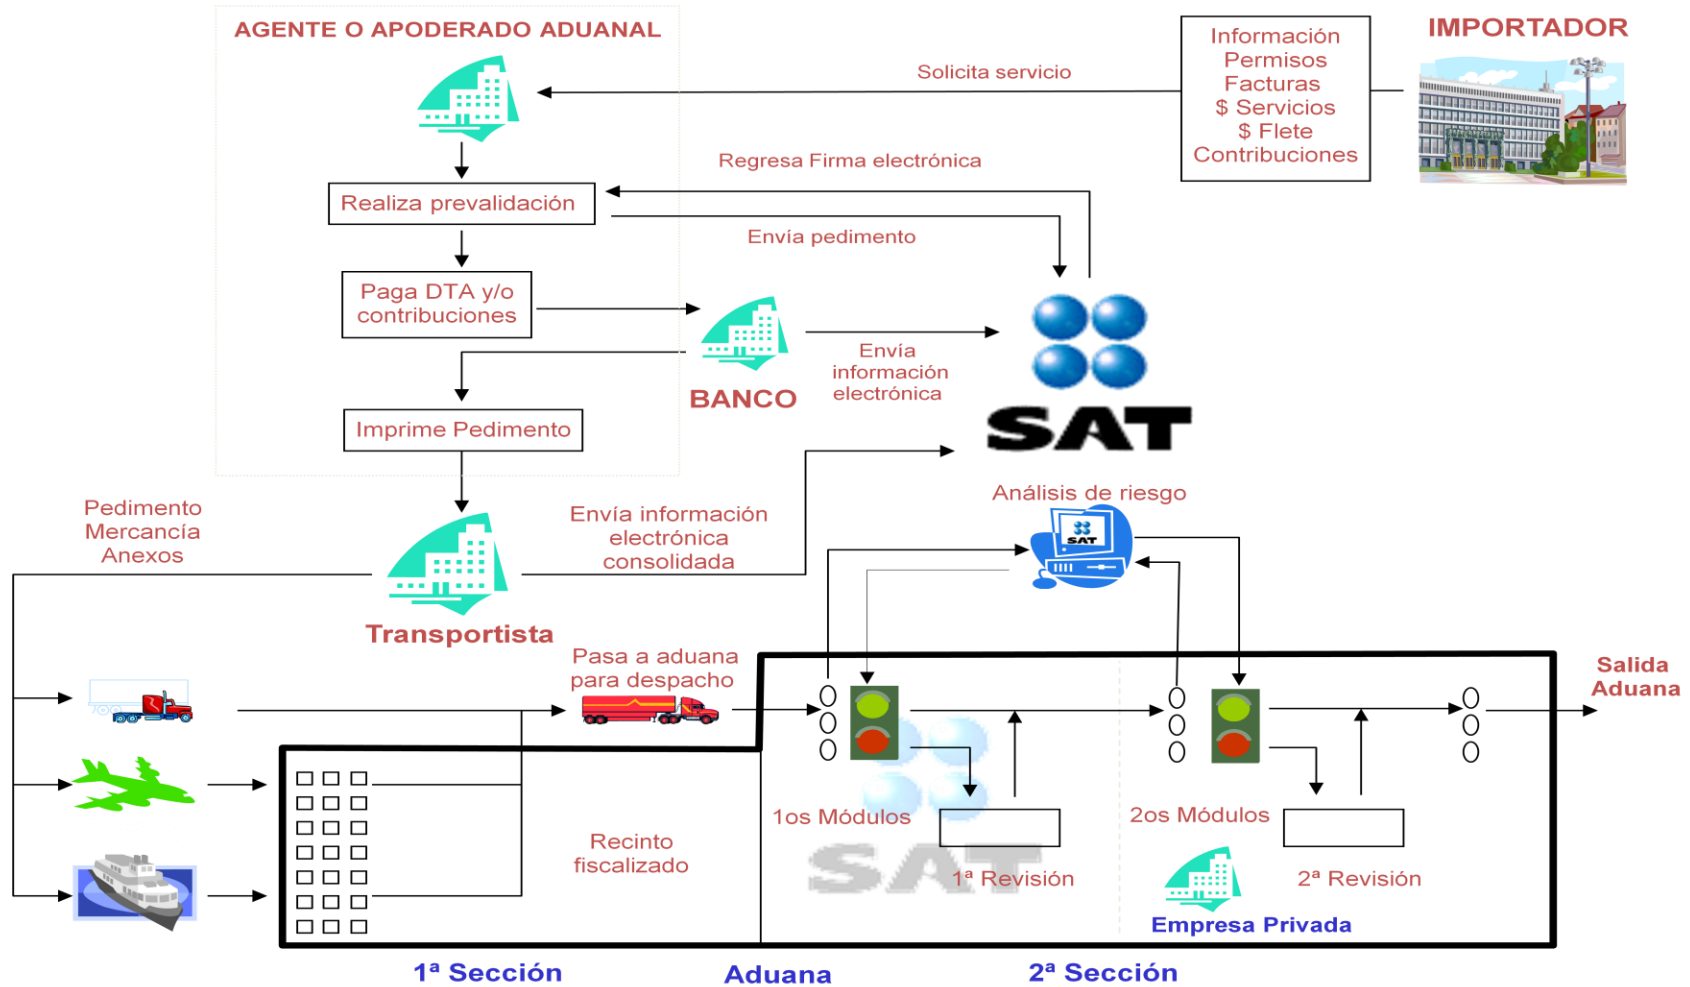 AGENTE O APODERADO ADUANAL
IMPORTADOR
Información
Permisos
Facturas
$ Servicios
$ Flete
Contribuciones
Solicita servicio
Regresa Firma electrónica
Realiza prevalidación
Envía pedimento
Paga DTA y/o
contribuciones
BANCO
Envía
información
electrónica
SAT
Imprime Pedimento
Análisis de riesgo
SAT
Pedimento
Mercancía
Anexos
Envía información
electrónica
consolidada
Transportista
Pasa a aduana
para despacho
Salida
Aduana
Recinto
fiscalizado
1os Módulos
SAT
1ª Revisión
2os Módulos
2ª Revisión
Empresa Privada
1ª Sección
Aduana
2ª Sección